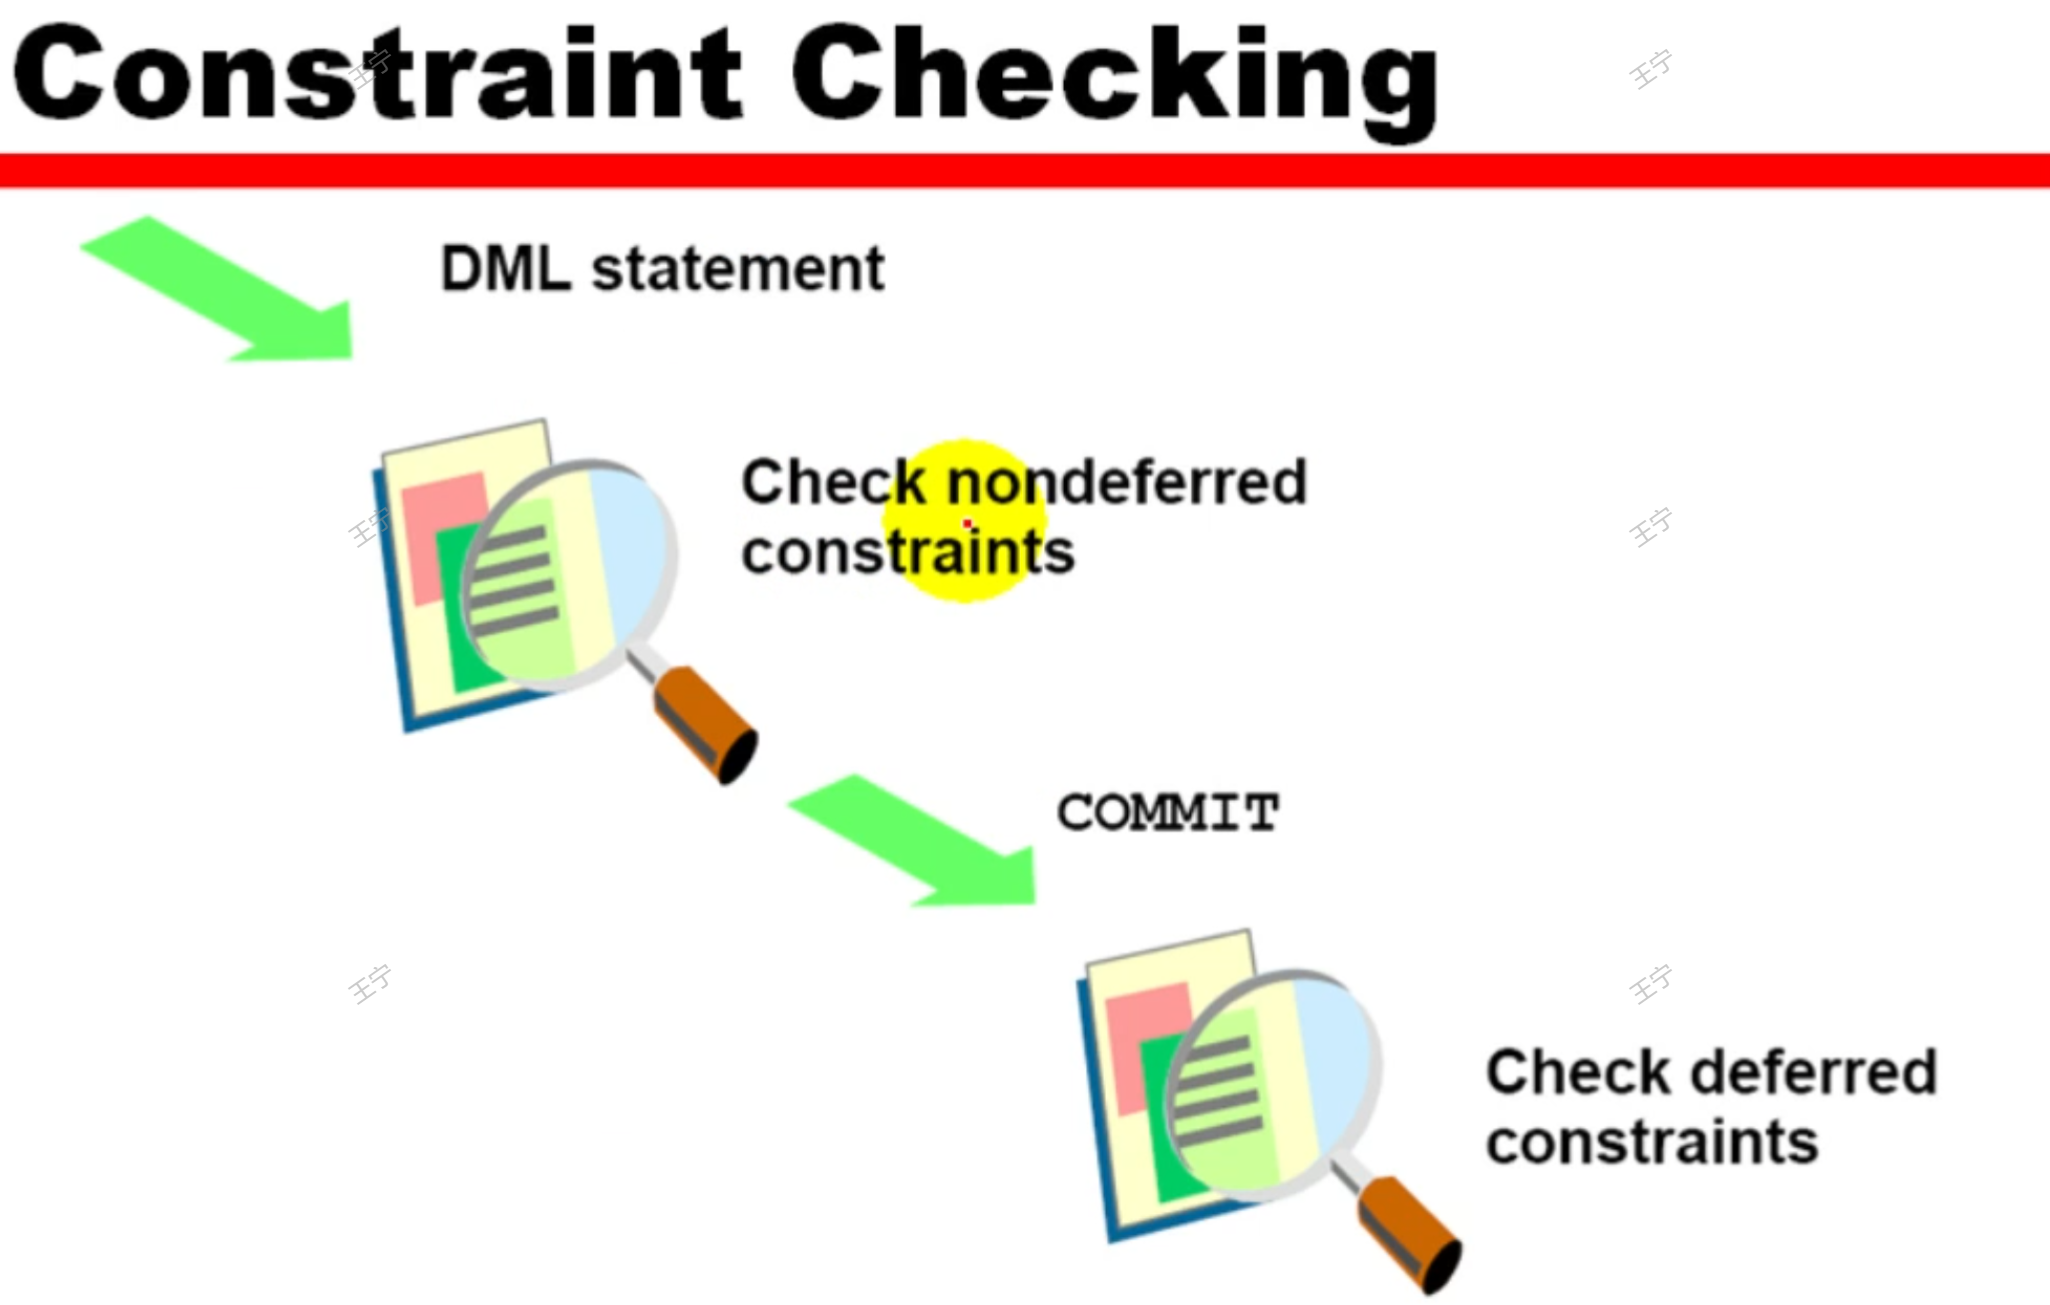 Constraint Checking
DML statement
Check nondeferred
constraints
COMMIT
Check deferred
constraints
王宁
王宁
王宁
王宁
王宁
王宁